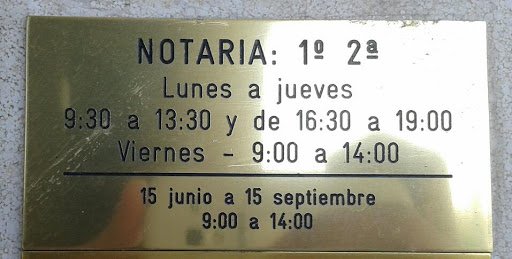 NOTARIA: 1º 2ª
Lunes a jueves
9:30 a 13:30 y de 16:30 a 19:00
Viernes - 9:00 a 14:00
15 junio a 15 septiembre
9:00 a 14:00